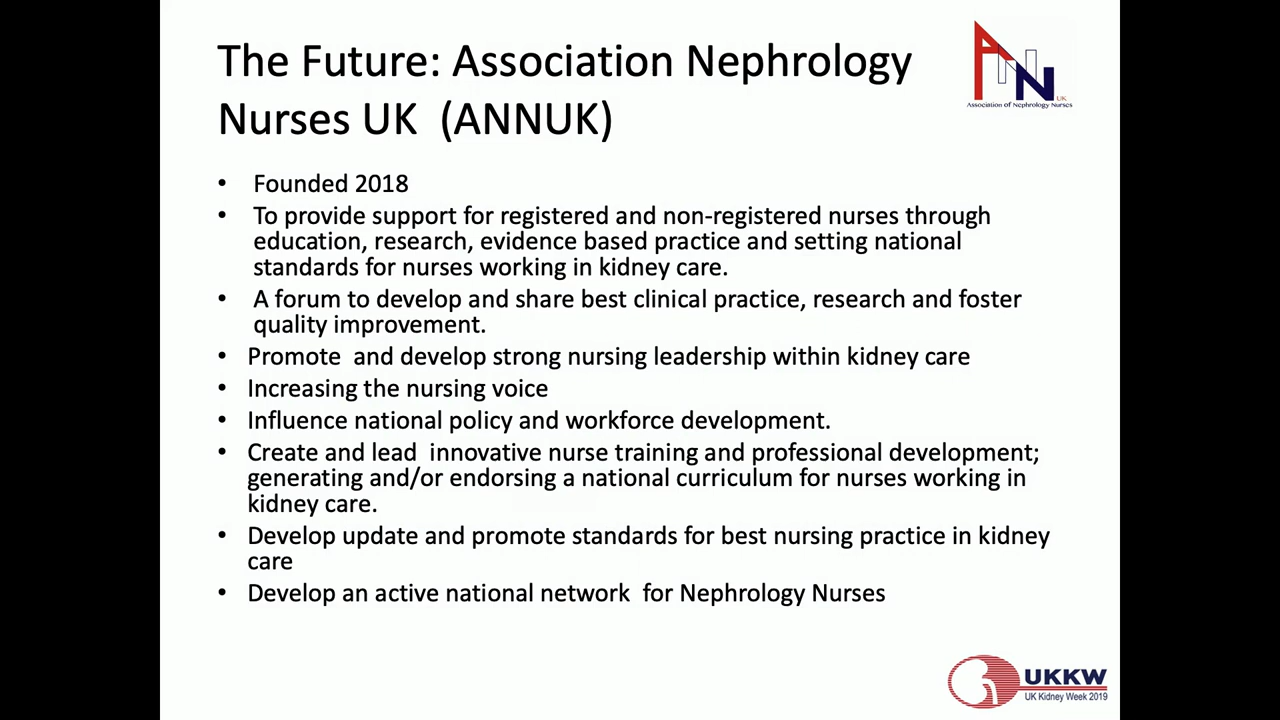 The Future: Association Nephrology
Nurses UK (ANNUK)
ANN
UK
Association of Nephrology Nurses
• Founded 2018
• To provide support for registered and non-registered nurses through
education, research, evidence based practice and setting national
standards for nurses working in kidney care.
• A forum to develop and share best clinical practice, research and foster
quality improvement.
• Promote and develop strong nursing leadership within kidney care
• Increasing the nursing voice
• Influence national policy and workforce development.
• Create and lead innovative nurse training and professional development;
generating and/or endorsing a national curriculum for nurses working in
kidney care.
• Develop update and promote standards for best nursing practice in kidney
care
• Develop an active national network for Nephrology Nurses
UKKW
UK Kidney Week 2019